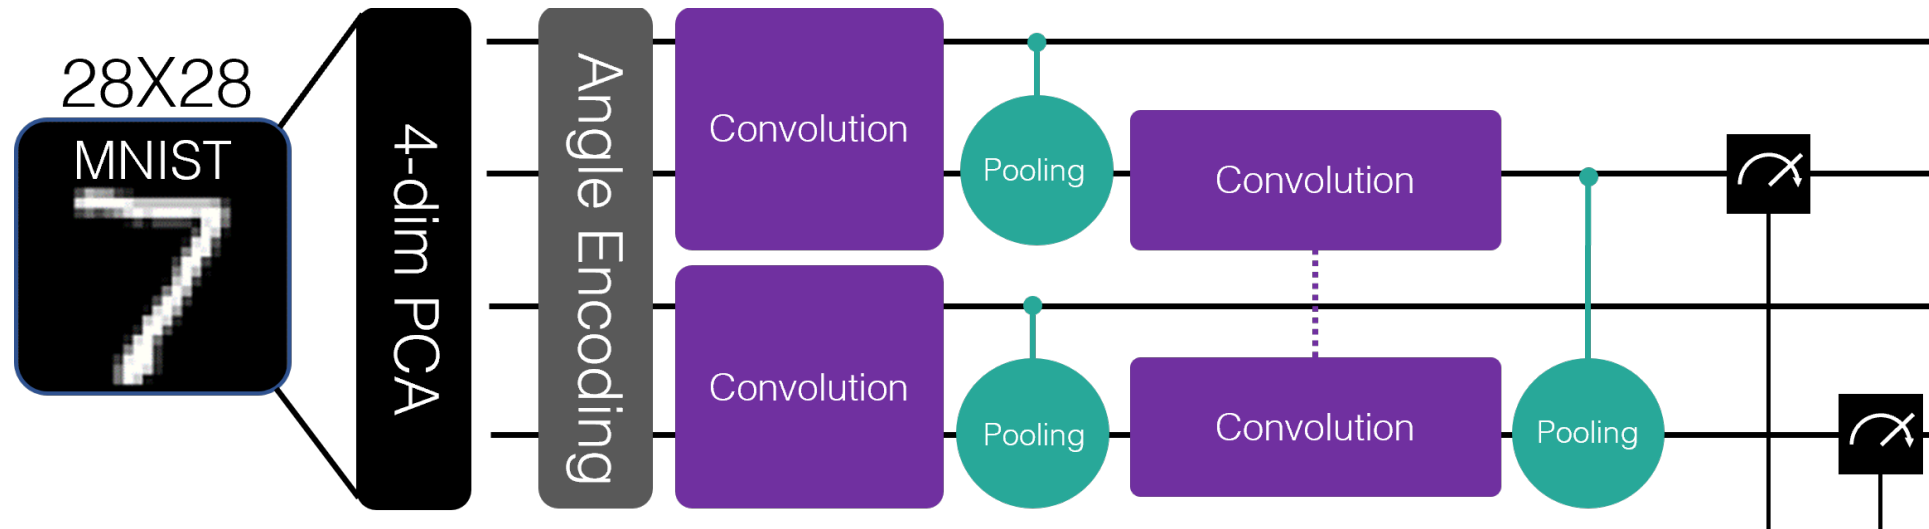 28X28
MNIST
4-dim PCA
Angle Encoding
Convolution
Convolution
Pooling
Pooling
Convolution
Convolution
Pooling